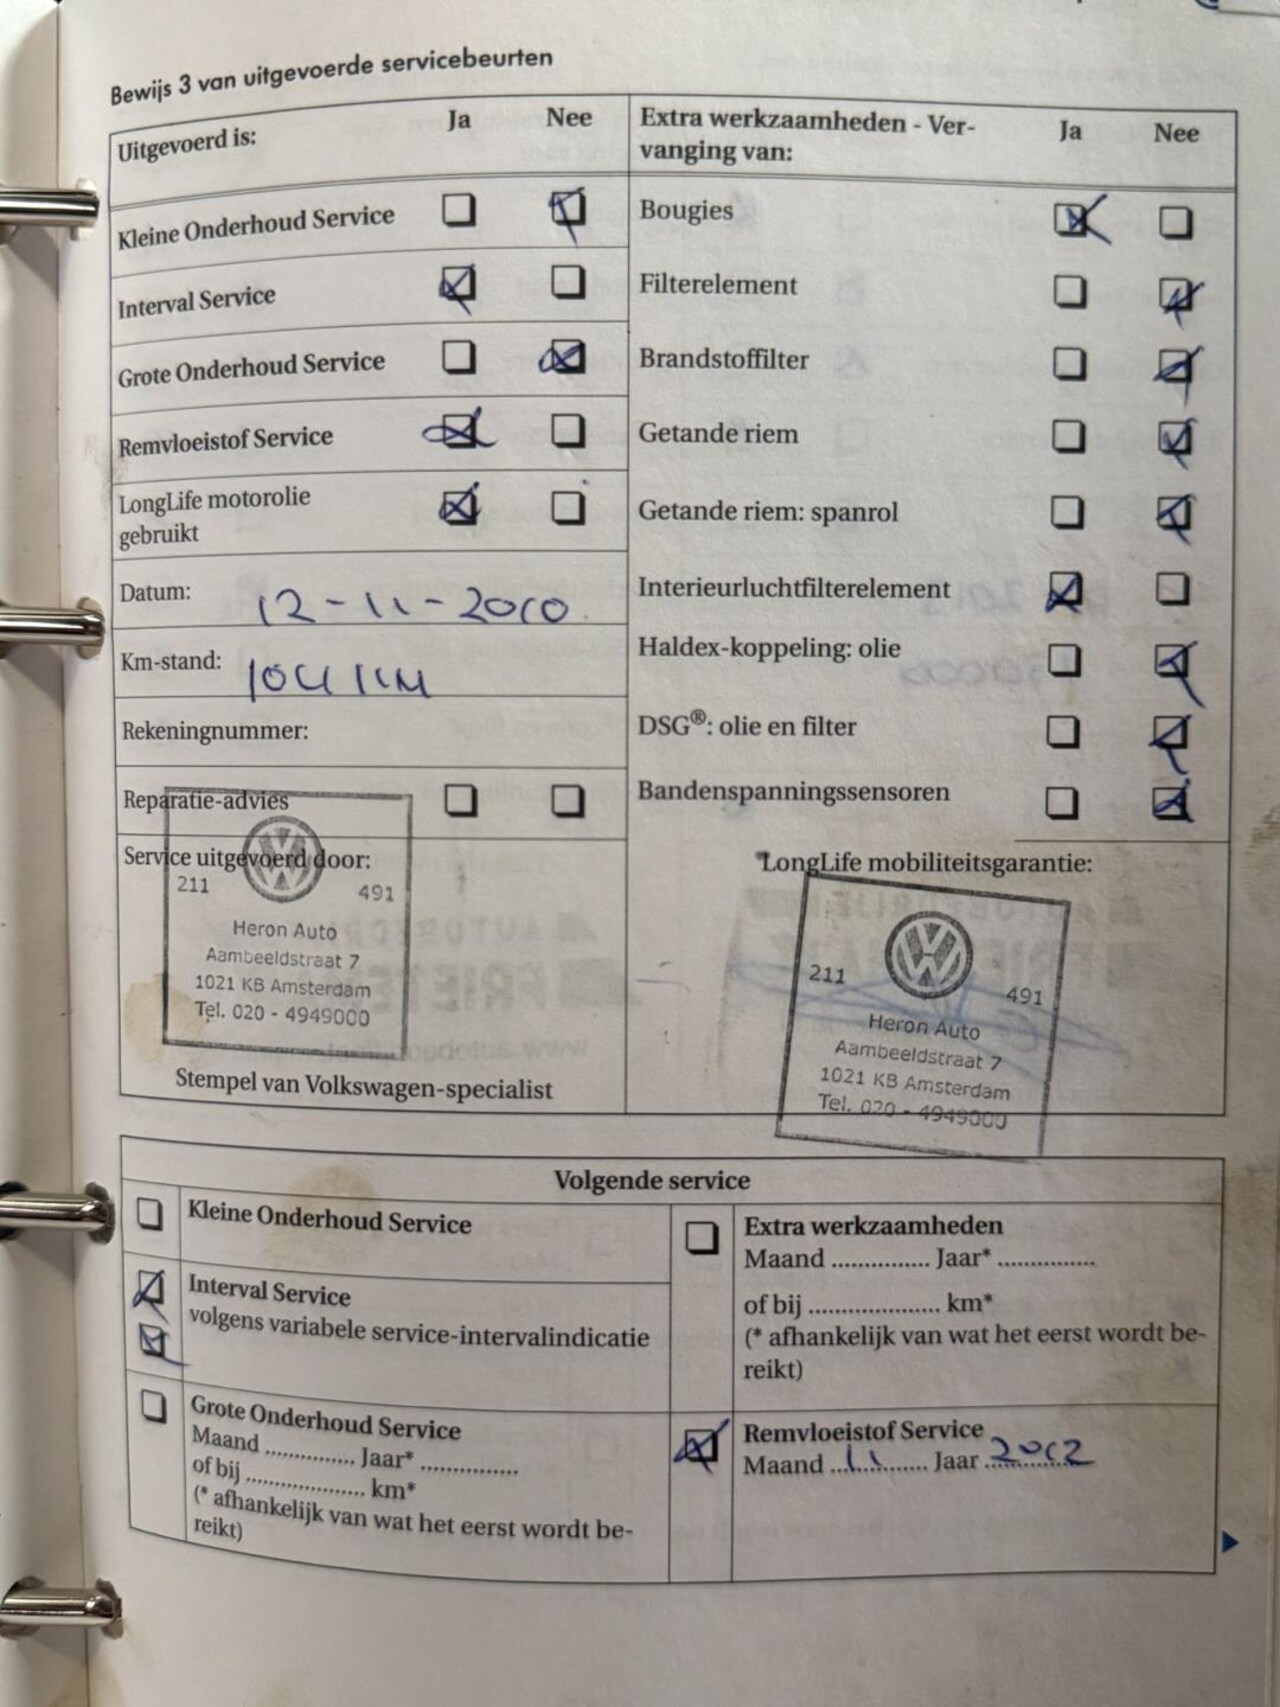 Bewijs 3 van uitgevoerde servicebeurten
Uitgevoerd is: Ja Nee
Kleine Onderhoud Service
Interval Service
Grote Onderhoud Service
Remvloeistof Service
LongLife motorolie
gebruikt
Datum: 12-11-2010
Km-stand:
Rekeningnummer:
Reparatie-advies
Service uitgevoerd door:
211 491
Heron Auto
Aambeeldstraat 7
1021 KB Amsterdam
Tel. 020 - 4949000
Stempel van Volkswagen-specialist
Extra werkzaamheden - Ver-
vanging van: Ja Nee
Bougies
Filterelement
Brandstoffilter
Getande riem
Getande riem: spanrol
Interieurluchtfilterelement
Haldex-koppeling: olie
DSG®: olie en filter
Bandenspanningssensoren
LongLife mobiliteitsgarantie:
211 491
Heron Auto
Aambeeldstraat 7
1021 KB Amsterdam
Tel. 020 - 4949000
Volgende service
Kleine Onderhoud Service
Interval Service
volgens variabele service-intervalindicatie
Grote Onderhoud Service
Maand ............... Jaar* ...............
of bij ................... km*
(* afhankelijk van wat het eerst wordt be-
reikt)
Extra werkzaamheden
Maand ............... Jaar* ...............
of bij .................... km*
(* afhankelijk van wat het eerst wordt be-
reikt)
Remvloeistof Service
Maand 11 Jaar 2012